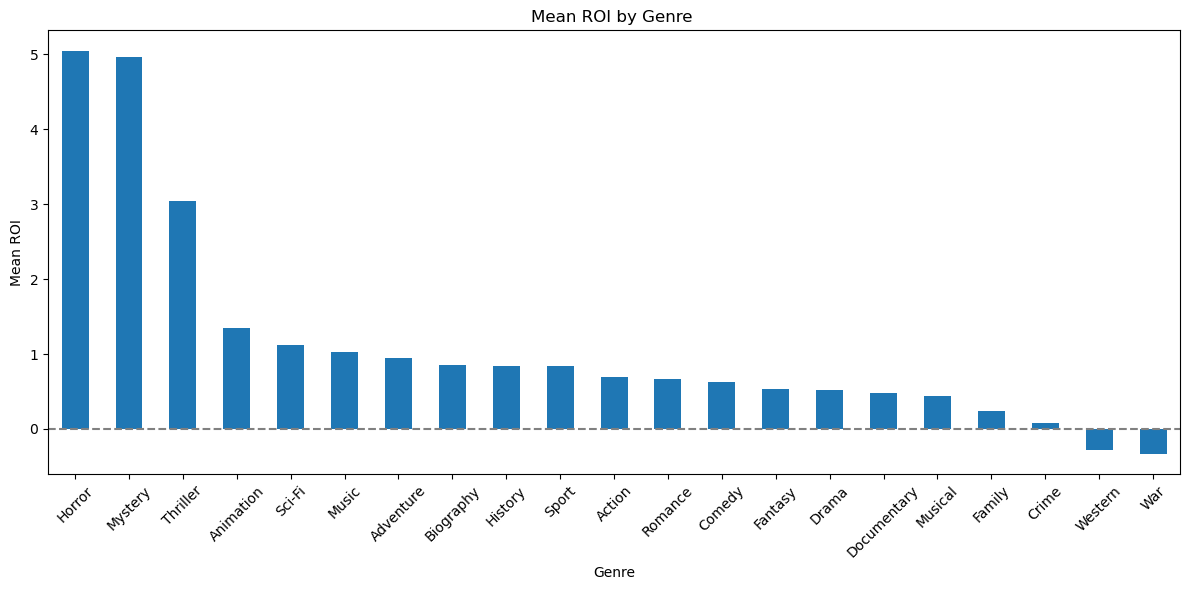 Mean ROI by Genre
Mean ROI
5
4
3
2
1
0
Horror
Mystery
Thriller
Animation
Sci-Fi
Music
Adventure
Biography
History
Sport
Action
Romance
Comedy
Fantasy
Drama
Documentary
Musical
Family
Crime
Western
War
Genre